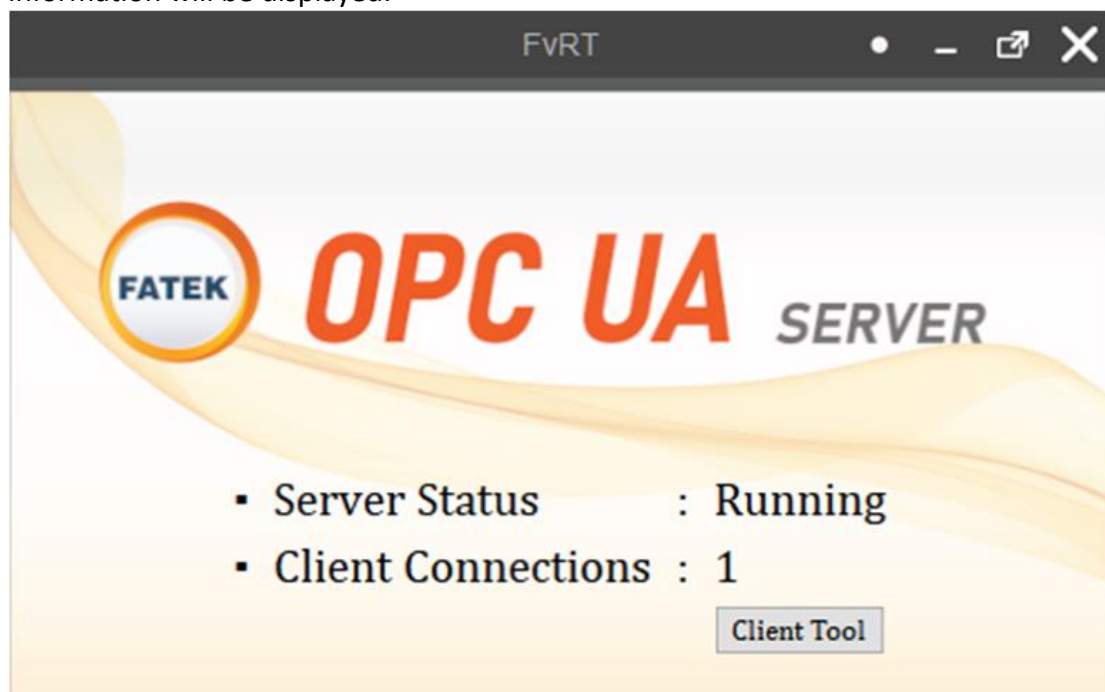 information will be displayed.
FvRT
FATEK
OPC UA SERVER
▪ Server Status : Running
▪ Client Connections : 1
Client Tool